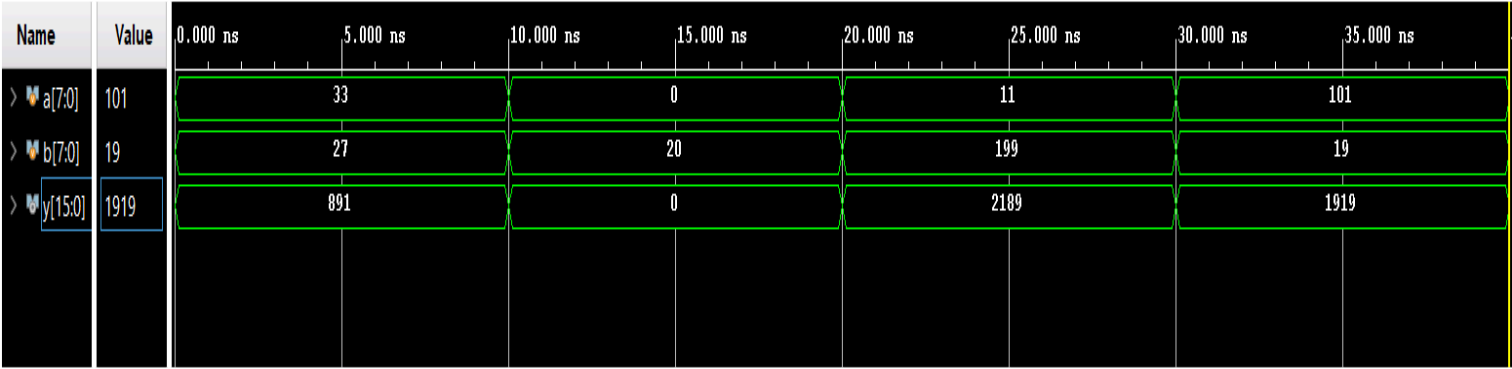 Name Value 0.000 ns 5.000 ns 10.000 ns 15.000 ns 20.000 ns 25.000 ns 30.000 ns 35.000 ns
a[7:0] 101 33 0 11 101
b[7:0] 19 27 20 199 19
y[15:0] 1919 891 0 2189 1919